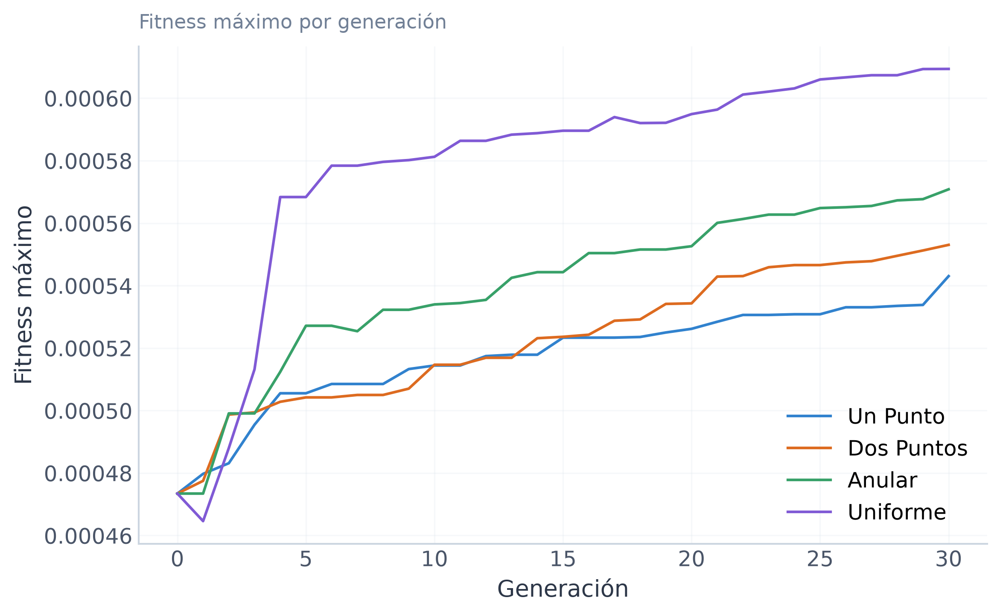 Fitness máximo por generación
Fitness máximo
0.00060
0.00058
0.00056
0.00054
0.00052
0.00050
0.00048
0.00046
Un Punto
Dos Puntos
Anular
Uniforme
0 5 10 15 20 25 30
Generación